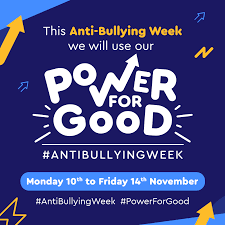 This Anti-Bullying Week
we will use our
POWER
FOR
GOOD
#ANTIBULLYINGWEEK
Monday 10th to Friday 14th November
#AntiBullyingWeek #PowerForGood